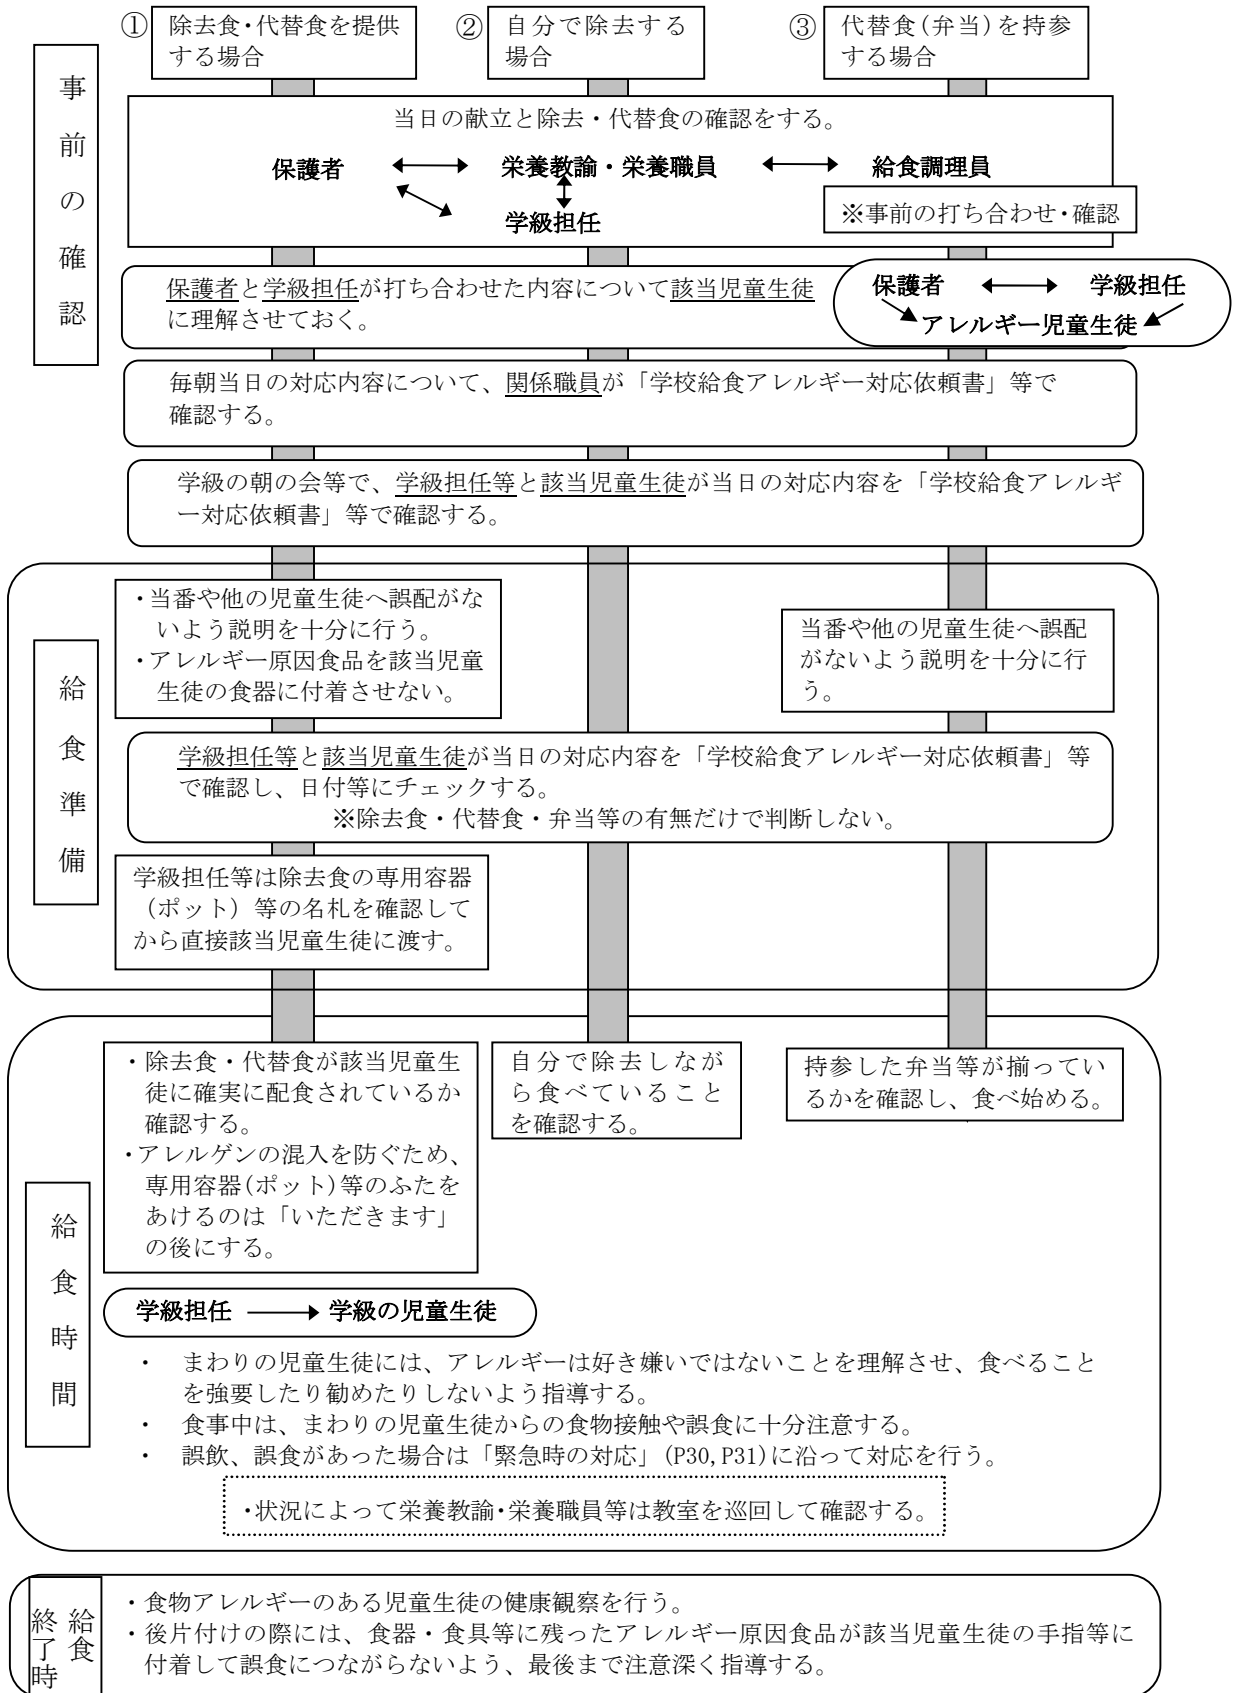 ① 除去食・代替食を提供
する場合
② 自分で除去する
場合
③ 代替食(弁当)を持参
する場合
事前の確認
当日の献立と除去・代替食の確認をする。
保護者 栄養教諭・栄養職員 給食調理員
学級担任
※事前の打ち合わせ・確認
保護者と学級担任が打ち合わせた内容について該当児童生徒
に理解させておく。
保護者 学級担任
アレルギー児童生徒
毎朝当日の対応内容について、関係職員が「学校給食アレルギー対応依頼書」等で
確認する。
学級の朝の会等で、学級担任等と該当児童生徒が当日の対応内容を「学校給食アレルギ
ー対応依頼書」等で確認する。
給食準備
・当番や他の児童生徒へ誤配がな
いよう説明を十分に行う。
・アレルギー原因食品を該当児童
生徒の食器に付着させない。
当番や他の児童生徒へ誤配
がないよう説明を十分に行
う。
学級担任等と該当児童生徒が当日の対応内容を「学校給食アレルギー対応依頼書」等
で確認し、日付等にチェックする。
※除去食・代替食・弁当等の有無だけで判断しない。
学級担任等は除去食の専用容器
(ポット)等の名札を確認して
から直接該当児童生徒に渡す。
給食時間
・除去食・代替食が該当児童生
徒に確実に配食されているか
確認する。
・アレルゲンの混入を防ぐため、
専用容器(ポット)等のふたを
あけるのは「いただきます」
の後にする。
自分で除去しなが
ら食べていること
を確認する。
持参した弁当等が揃ってい
るかを確認し、食べ始める。
学級担任 学級の児童生徒
・ まわりの児童生徒には、アレルギーは好き嫌いではないことを理解させ、食べること
を強要したり勧めたりしないよう指導する。
・ 食事中は、まわりの児童生徒からの食物接触や誤食に十分注意する。
・ 誤飲、誤食があった場合は「緊急時の対応」(P30,P31)に沿って対応を行う。
・状況によって栄養教諭・栄養職員等は教室を巡回して確認する。
給食
終了時
・食物アレルギーのある児童生徒の健康観察を行う。
・後片付けの際には、食器・食具等に残ったアレルギー原因食品が該当児童生徒の手指等に
付着して誤食につながらないよう、最後まで注意深く指導する。